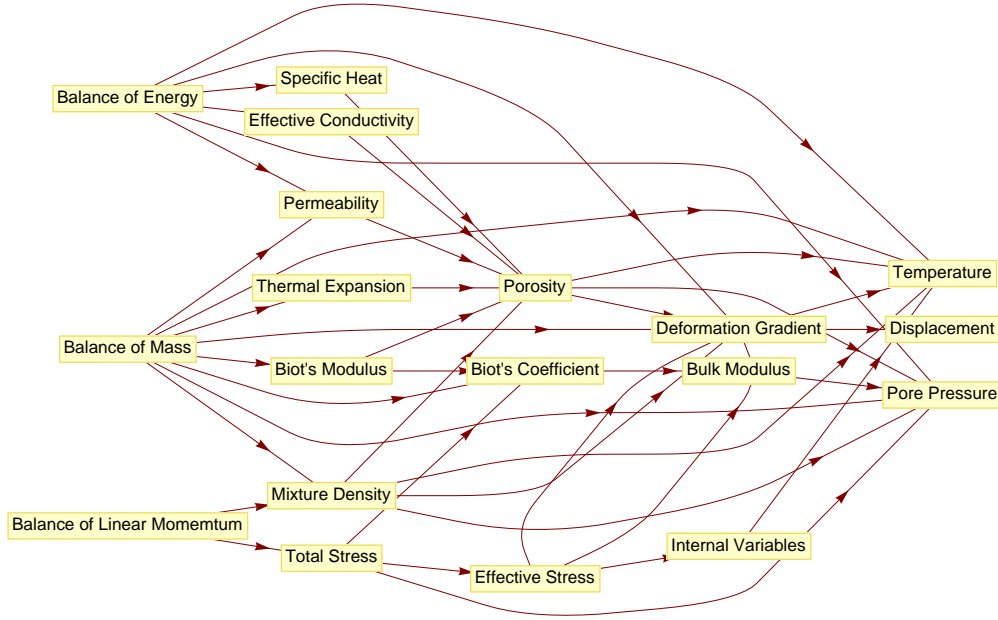 Specific Heat
Balance of Energy
Effective Conductivity
Permeability
Temperature
Thermal Expansion
Porosity
Deformation Gradient
Displacement
Balance of Mass
Biot's Modulus
Biot's Coefficient
Bulk Modulus
Pore Pressure
Mixture Density
Balance of Linear Momemtum
Total Stress
Internal Variables
Effective Stress